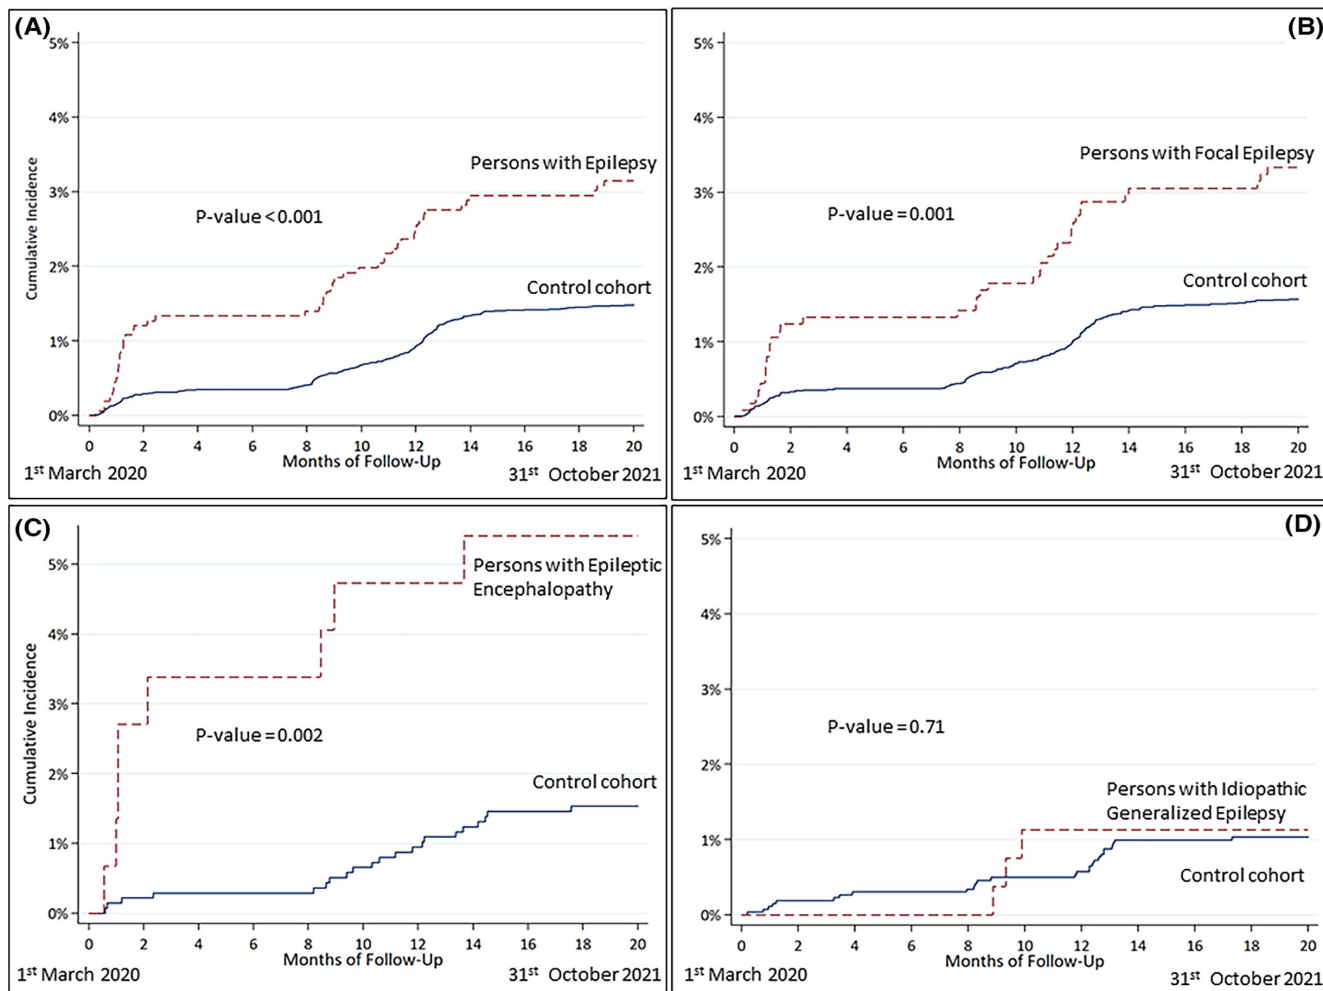 (A)
5%
4%
3%
2%
1%
0%
Cumulative Incidence
Persons with Epilepsy
P-value < 0.001
Control cohort
0 2 4 6 8 10 12 14 16 18 20
Months of Follow-Up
1st March 2020
31st October 2021
(B)
5%
4%
3%
2%
1%
0%
Persons with Focal Epilepsy
P-value = 0.001
Control cohort
0 2 4 6 8 10 12 14 16 18 20
Months of Follow-Up
1st March 2020
31st October 2021
(C)
5%
4%
3%
2%
1%
0%
Cumulative Incidence
Persons with Epileptic
Encephalopathy
P-value = 0.002
Control cohort
0 2 4 6 8 10 12 14 16 18 20
Months of Follow-Up
1st March 2020
31st October 2021
(D)
5%
4%
3%
2%
1%
0%
P-value = 0.71
Persons with Idiopathic
Generalized Epilepsy
Control cohort
0 2 4 6 8 10 12 14 16 18 20
Months of Follow-Up
1st March 2020
31st October 2021